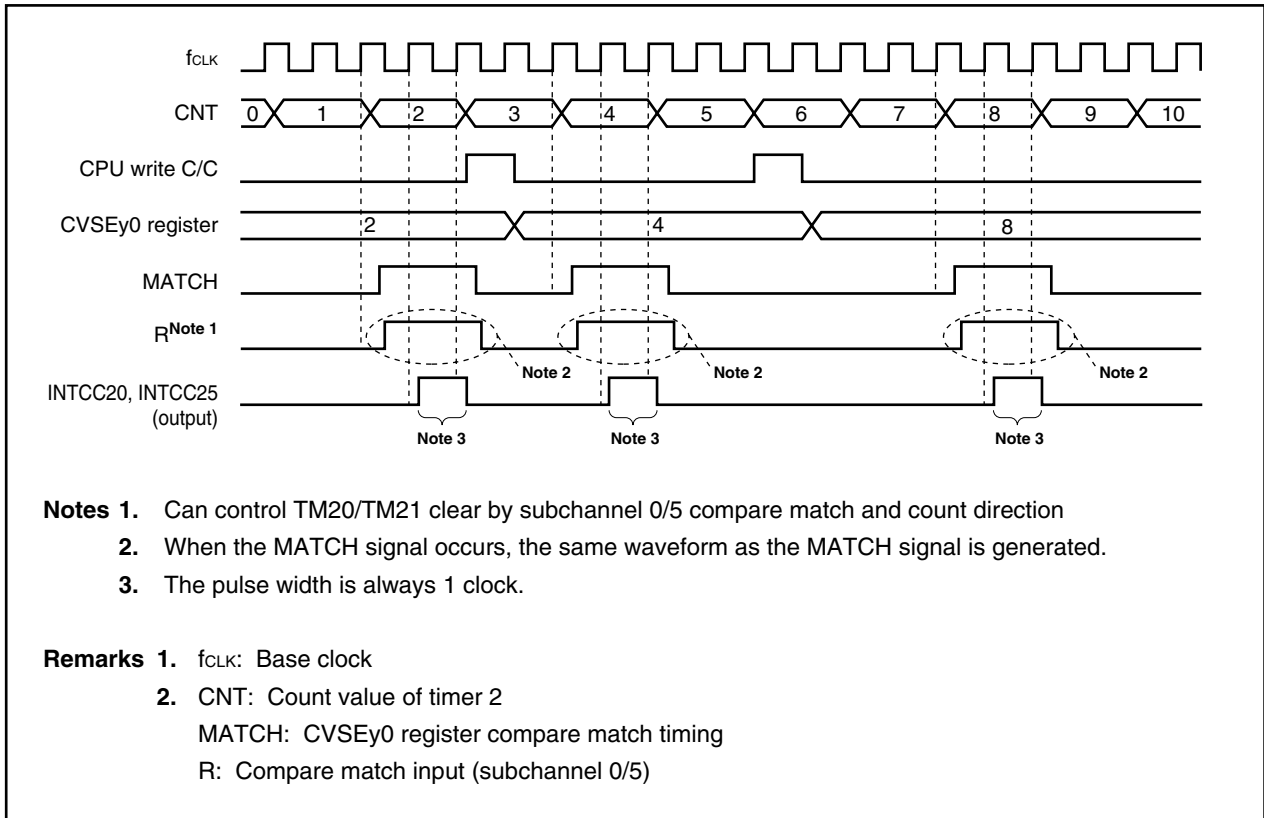 fCLK
CNT 0 1 2 3 4 5 6 7 8 9 10
CPU write C/C
CVSEy0 register 2 4 8
MATCH
RNote 1
Note 2 Note 2 Note 2
INTCC20, INTCC25
(output)
Note 3 Note 3 Note 3
Notes 1. Can control TM20/TM21 clear by subchannel 0/5 compare match and count direction
2. When the MATCH signal occurs, the same waveform as the MATCH signal is generated.
3. The pulse width is always 1 clock.
Remarks 1. fCLK: Base clock
2. CNT: Count value of timer 2
MATCH: CVSEy0 register compare match timing
R: Compare match input (subchannel 0/5)